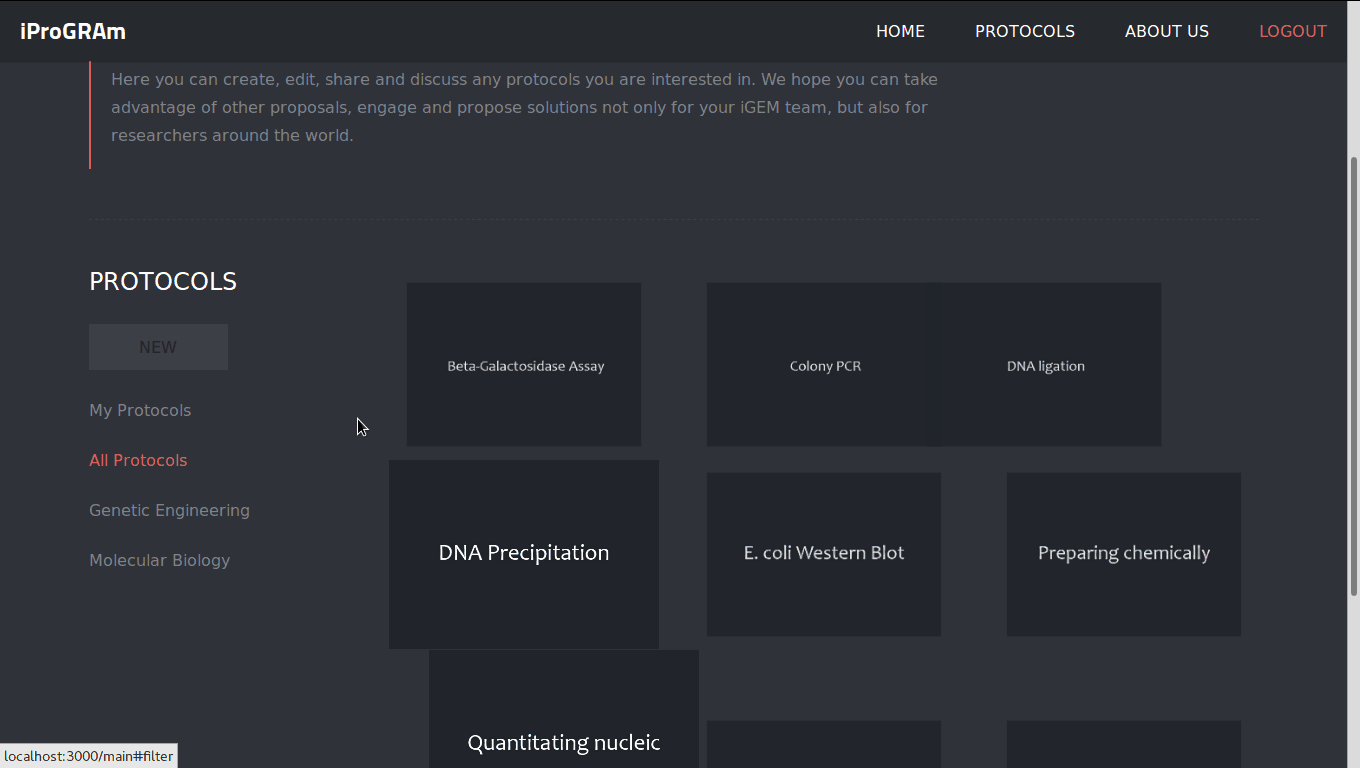 iProGRAm
HOME
PROTOCOLS
ABOUT US
LOGOUT
Here you can create, edit, share and discuss any protocols you are interested in. We hope you can take
advantage of other proposals, engage and propose solutions not only for your iGEM team, but also for
researchers around the world.
PROTOCOLS
NEW
My Protocols
All Protocols
Genetic Engineering
Molecular Biology
Beta-Galactosidase Assay
Colony PCR
DNA ligation
DNA Precipitation
E. coli Western Blot
Preparing chemically
Quantitating nucleic
localhost:3000/main#filter